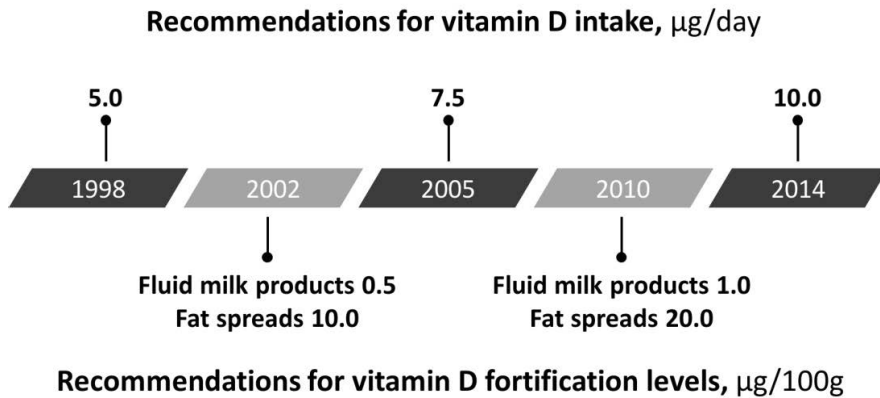 Recommendations for vitamin D intake, µg/day
5.0 7.5 10.0
1998 2002 2005 2010 2014
Fluid milk products 0.5 Fluid milk products 1.0
Fat spreads 10.0 Fat spreads 20.0
Recommendations for vitamin D fortification levels, µg/100g